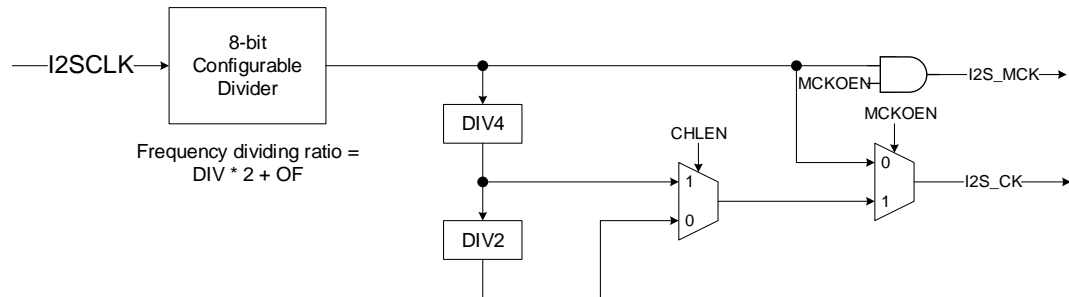 I2SCLK
8-bit
Configurable
Divider
Frequency dividing ratio =
DIV * 2 + OF
DIV4
DIV2
CHLEN
1
0
MCKOEN
I2S_MCK
MCKOEN
0
1
I2S_CK